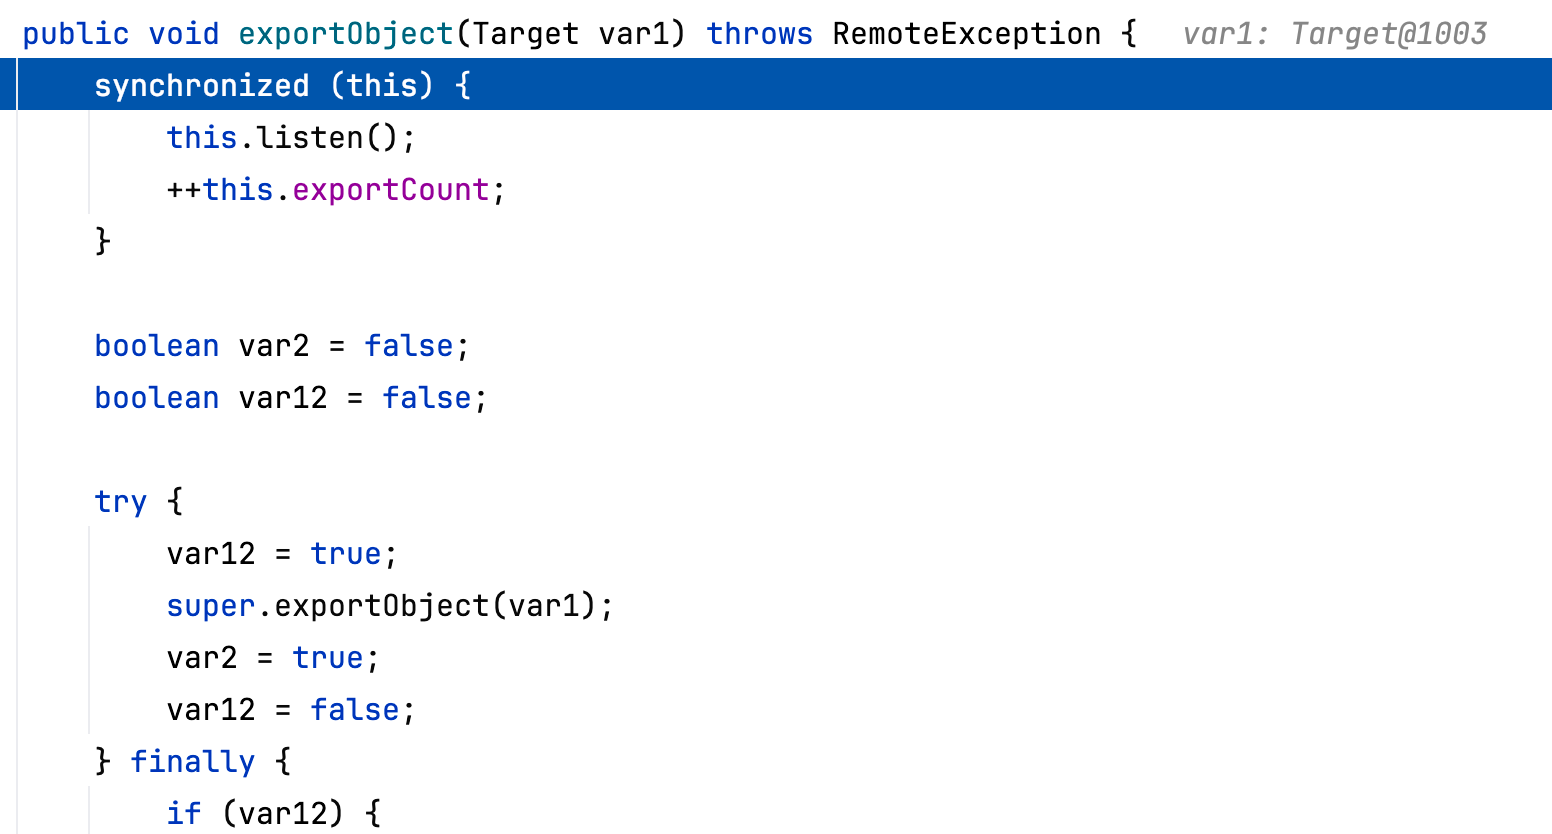 public void exportObject(Target var1) throws RemoteException {   var1: Target@1003
    synchronized (this) {
        this.listen();
        ++this.exportCount;
    }

    boolean var2 = false;
    boolean var12 = false;

    try {
        var12 = true;
        super.exportObject(var1);
        var2 = true;
        var12 = false;
    } finally {
        if (var12) {